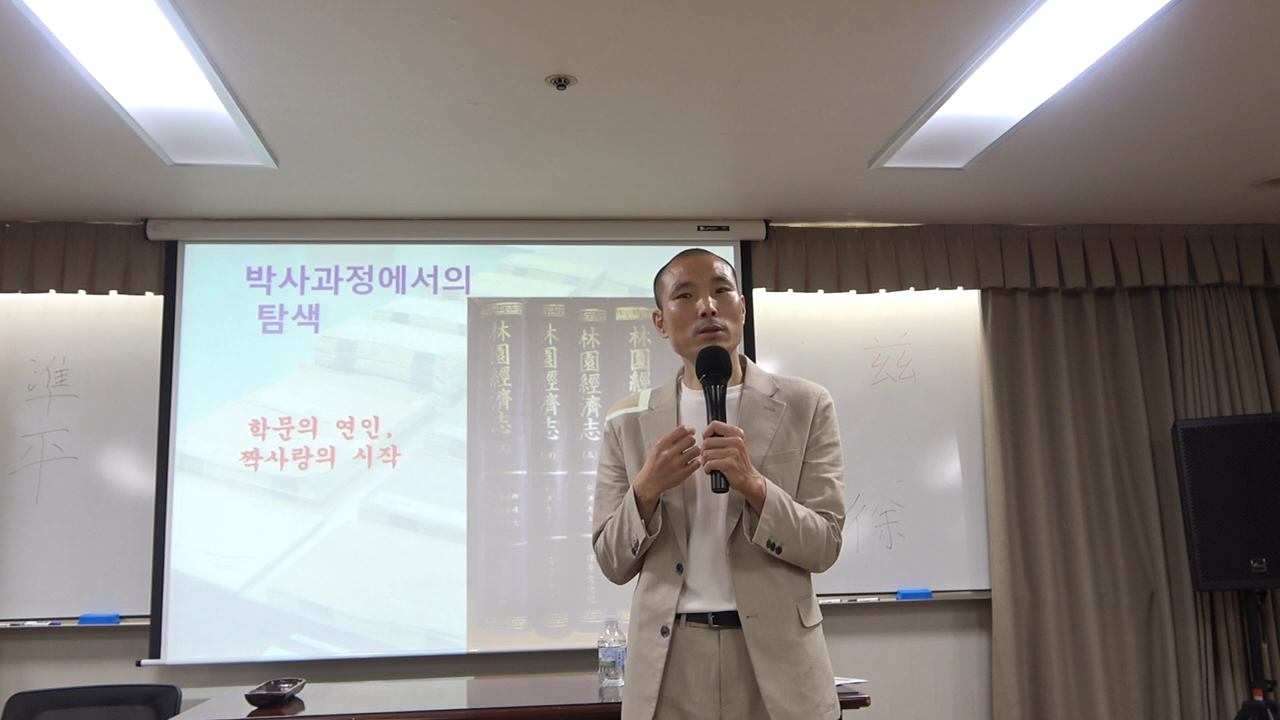 박사과정에서의
탐색
학문의 연인,
짝사랑의 시작
林園經濟志
林園經濟志
林園經濟志
林園經
準
平
玆
徐